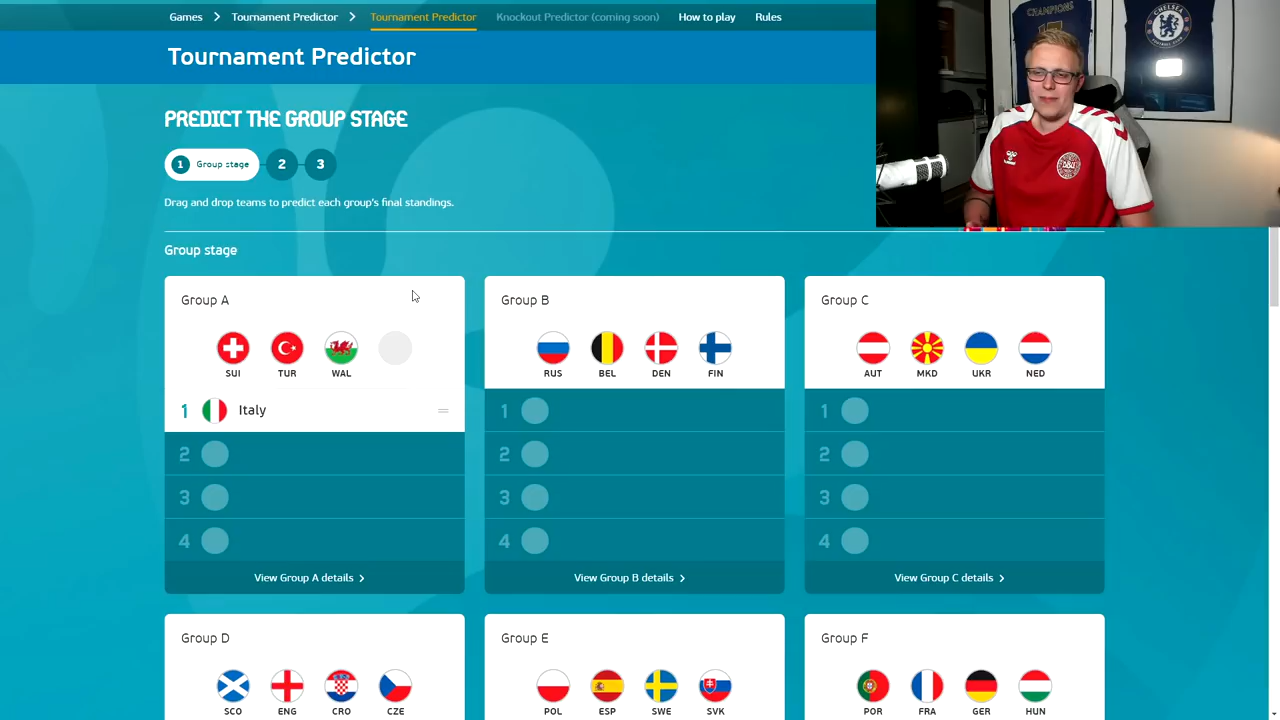 Games > Tournament Predictor > Tournament Predictor Knockout Predictor (coming soon) How to play Rules
Tournament Predictor
PREDICT THE GROUP STAGE
1 Group stage 2 3
Drag and drop teams to predict each group's final standings.
Group stage
Group A
SUI TUR WAL
1 Italy
2
3
4
View Group A details >
Group B
RUS BEL DEN FIN
1
2
3
4
View Group B details >
Group C
AUT MKD UKR NED
1
2
3
4
View Group C details >
Group D
SCO ENG CRO CZE
Group E
POL ESP SWE SVK
Group F
POR FRA GER HUN
CHAMPIONS
CHELSEA
DBU